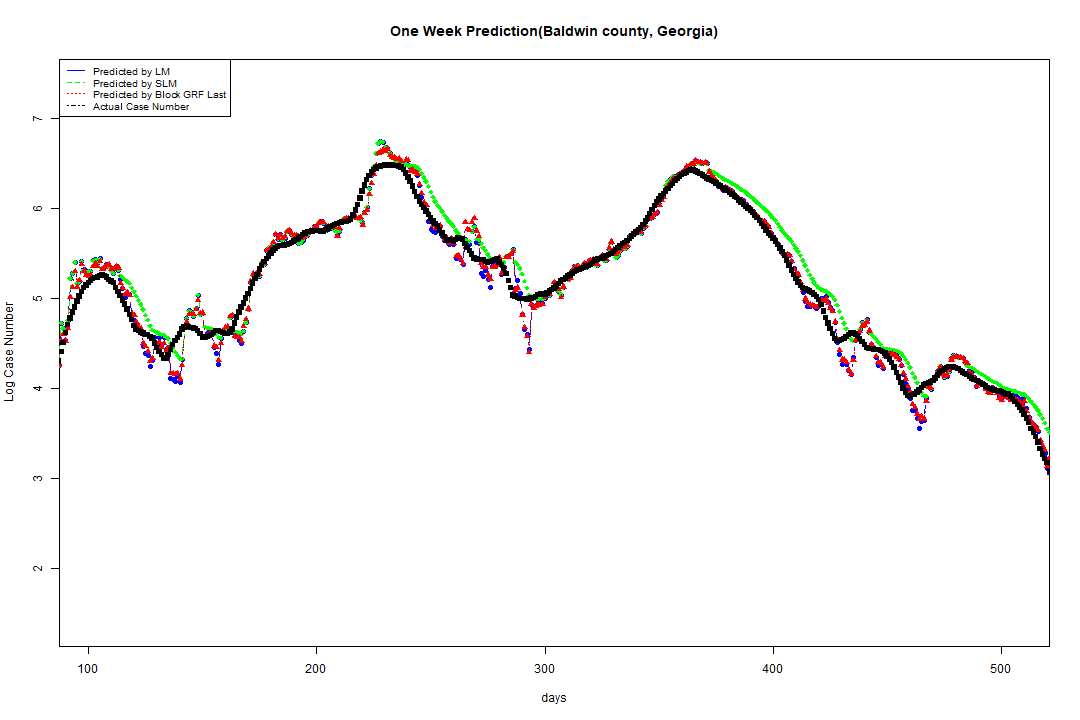 One Week Prediction(Baldwin county, Georgia)
Predicted by LM
Predicted by SLM
Predicted by Block GRF Last
Actual Case Number
7
6
5
4
3
2
Log Case Number
100 200 300 400 500
days